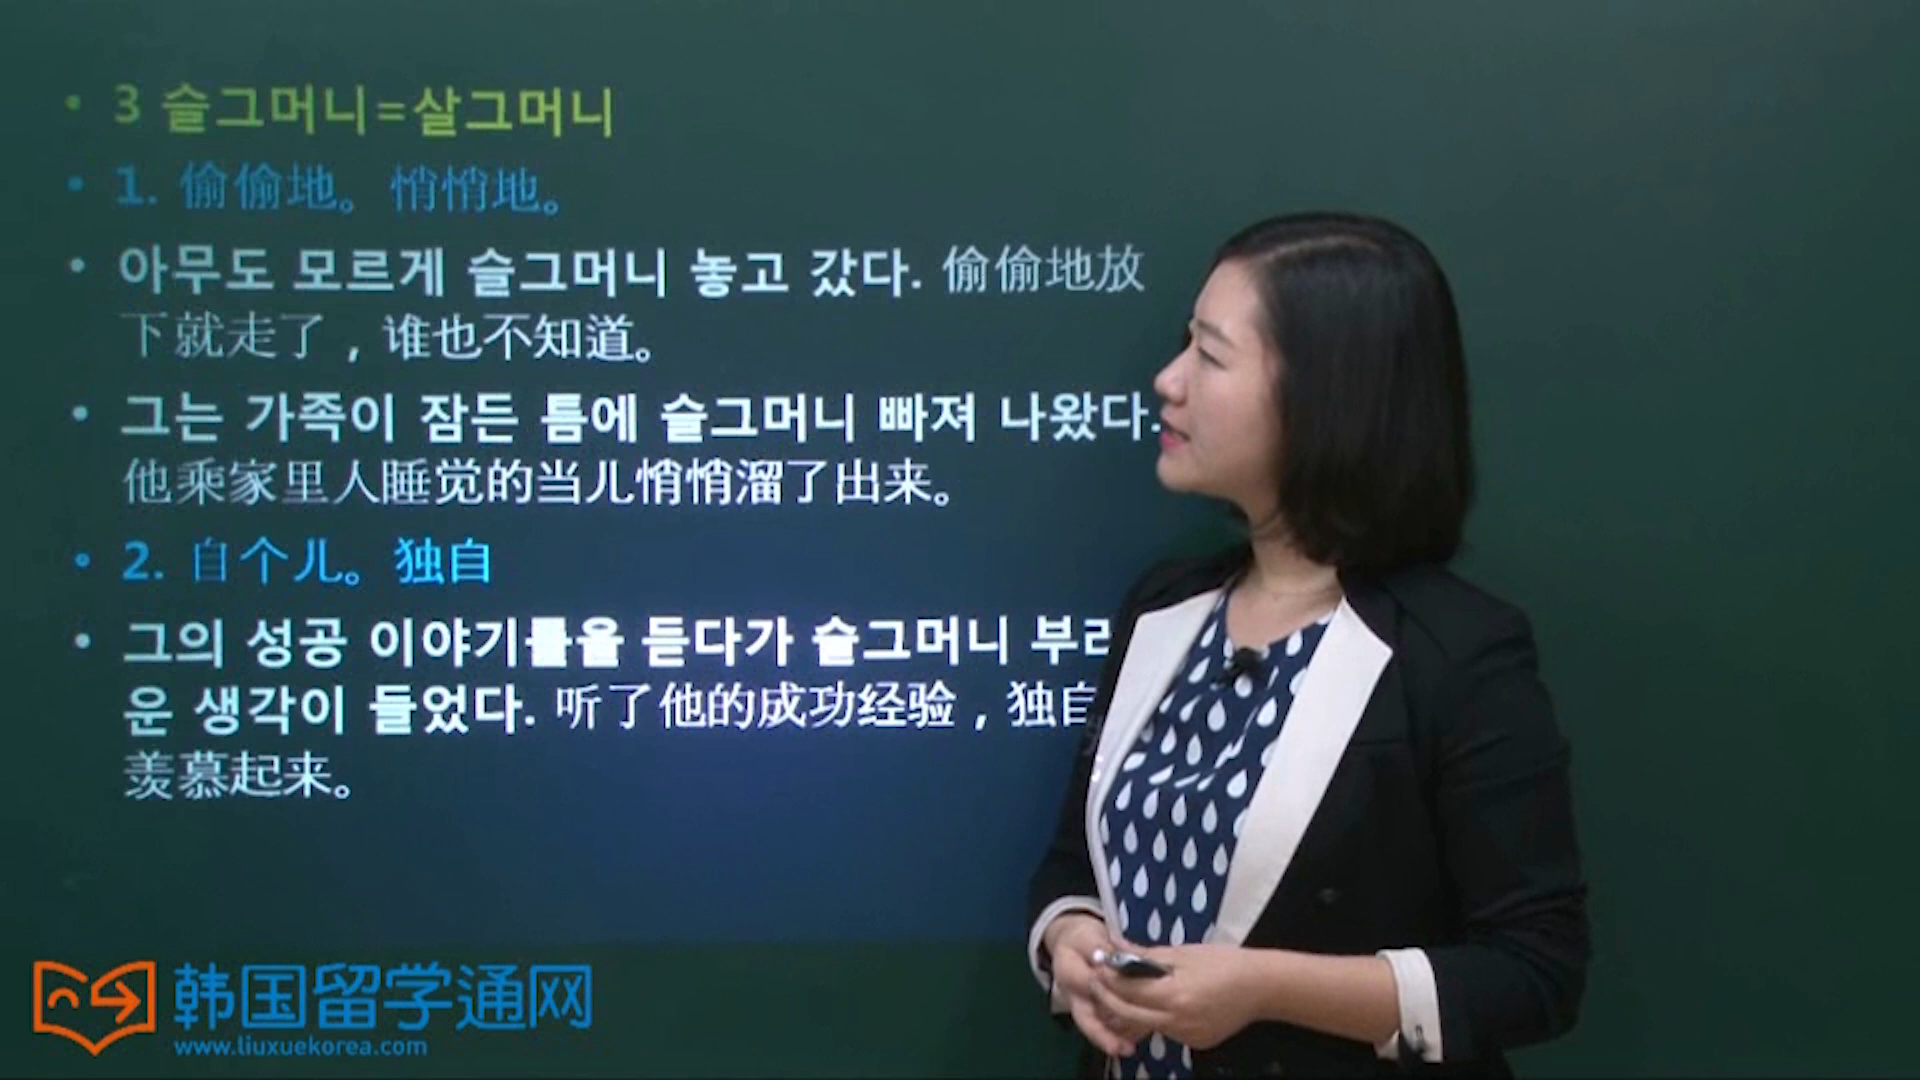 3 슬그머니=살그머니
1. 偷偷地。悄悄地。
아무도 모르게 슬그머니 놓고 갔다. 偷偷地放
下就走了，谁也不知道。
그는 가족이 잠든 틈에 슬그머니 빠져 나왔다.
他乘家里人睡觉的当儿悄悄溜了出来。
2. 自个儿。独自
그의 성공 이야기를을 듣다가 슬그머니
운 생각이 들었다. 听了他的成功经验，独自
羡慕起来。
韩国留学通网
www.liuxuekorea.com